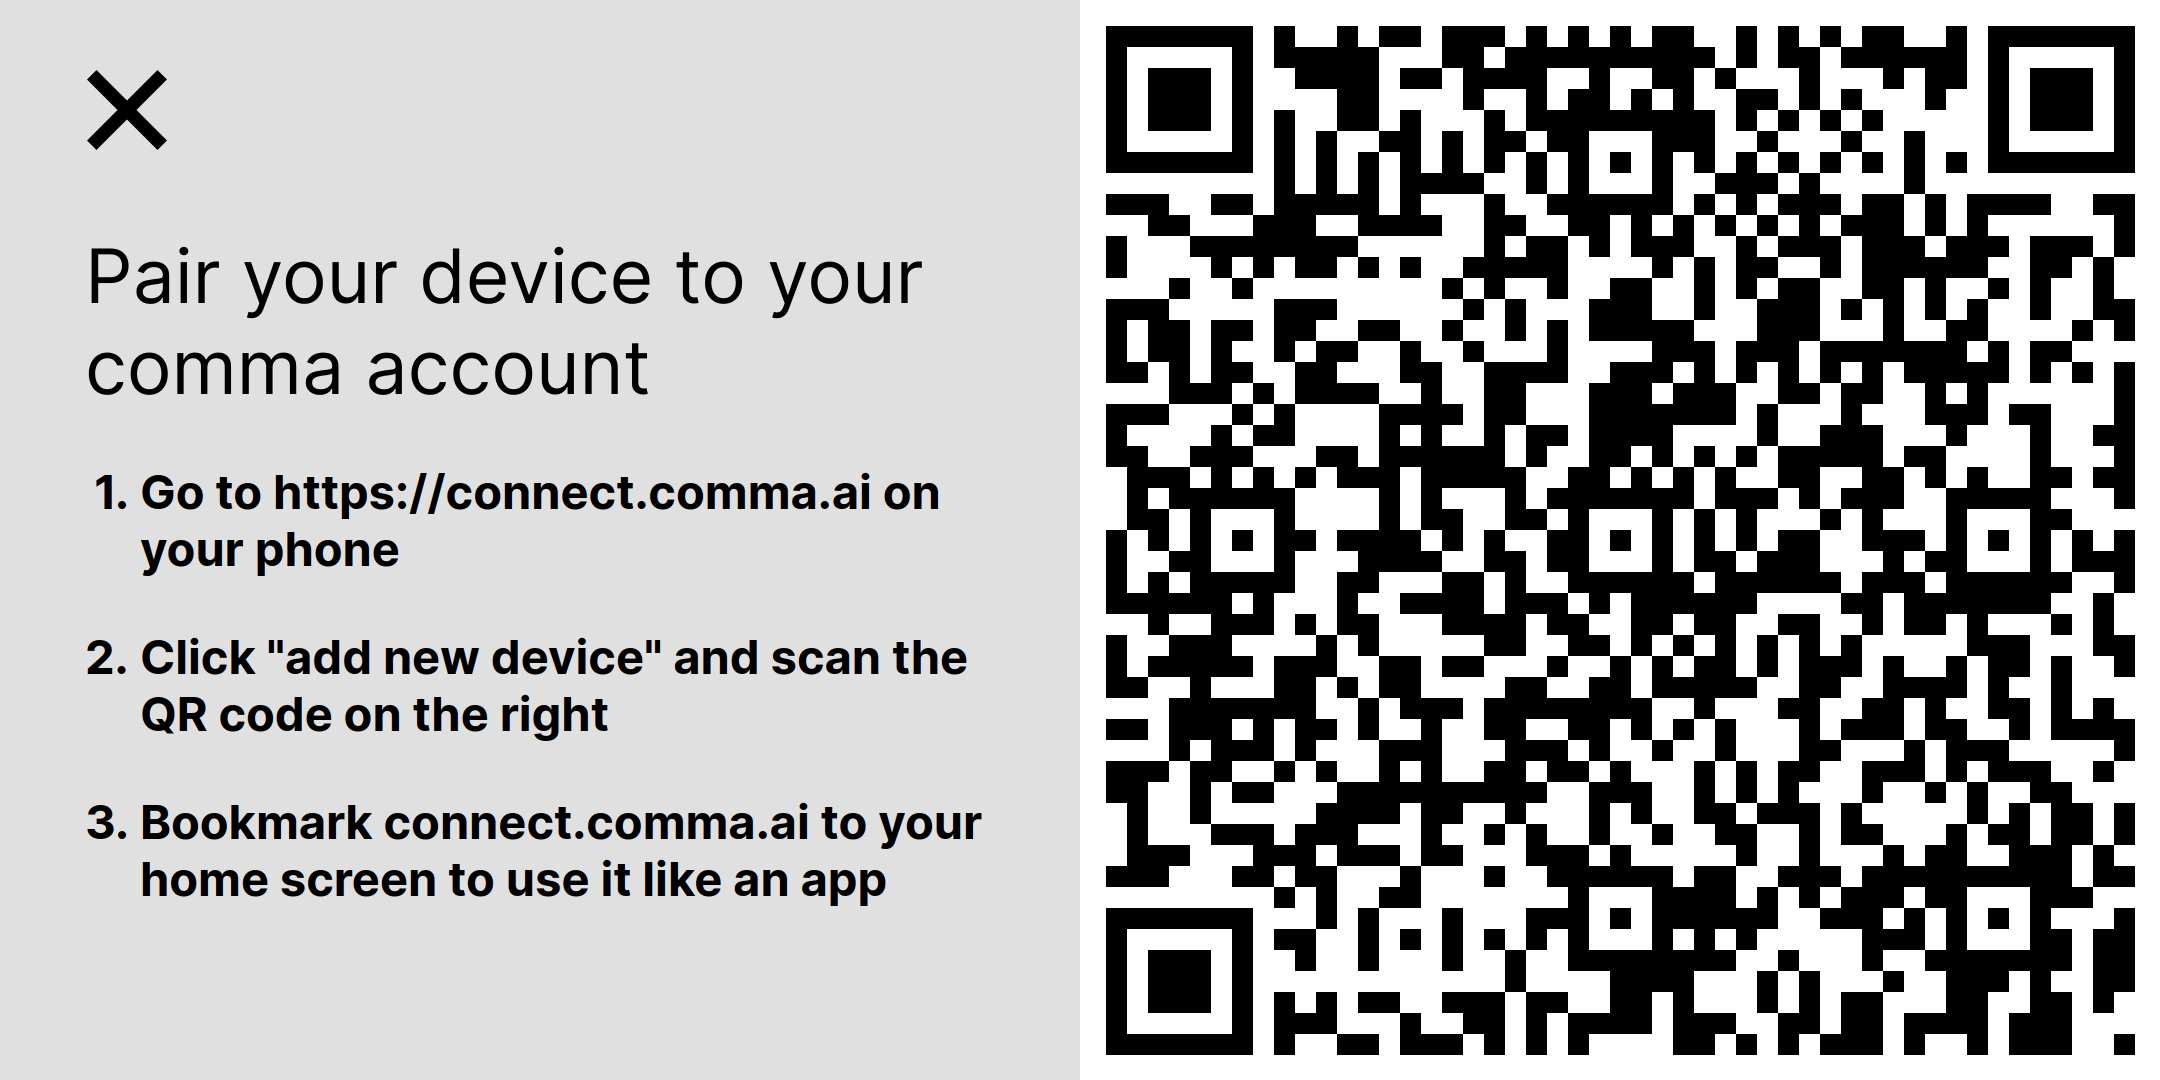 Pair your device to your
comma account
1. Go to https://connect.comma.ai on
your phone
2. Click "add new device" and scan the
QR code on the right
3. Bookmark connect.comma.ai to your
home screen to use it like an app